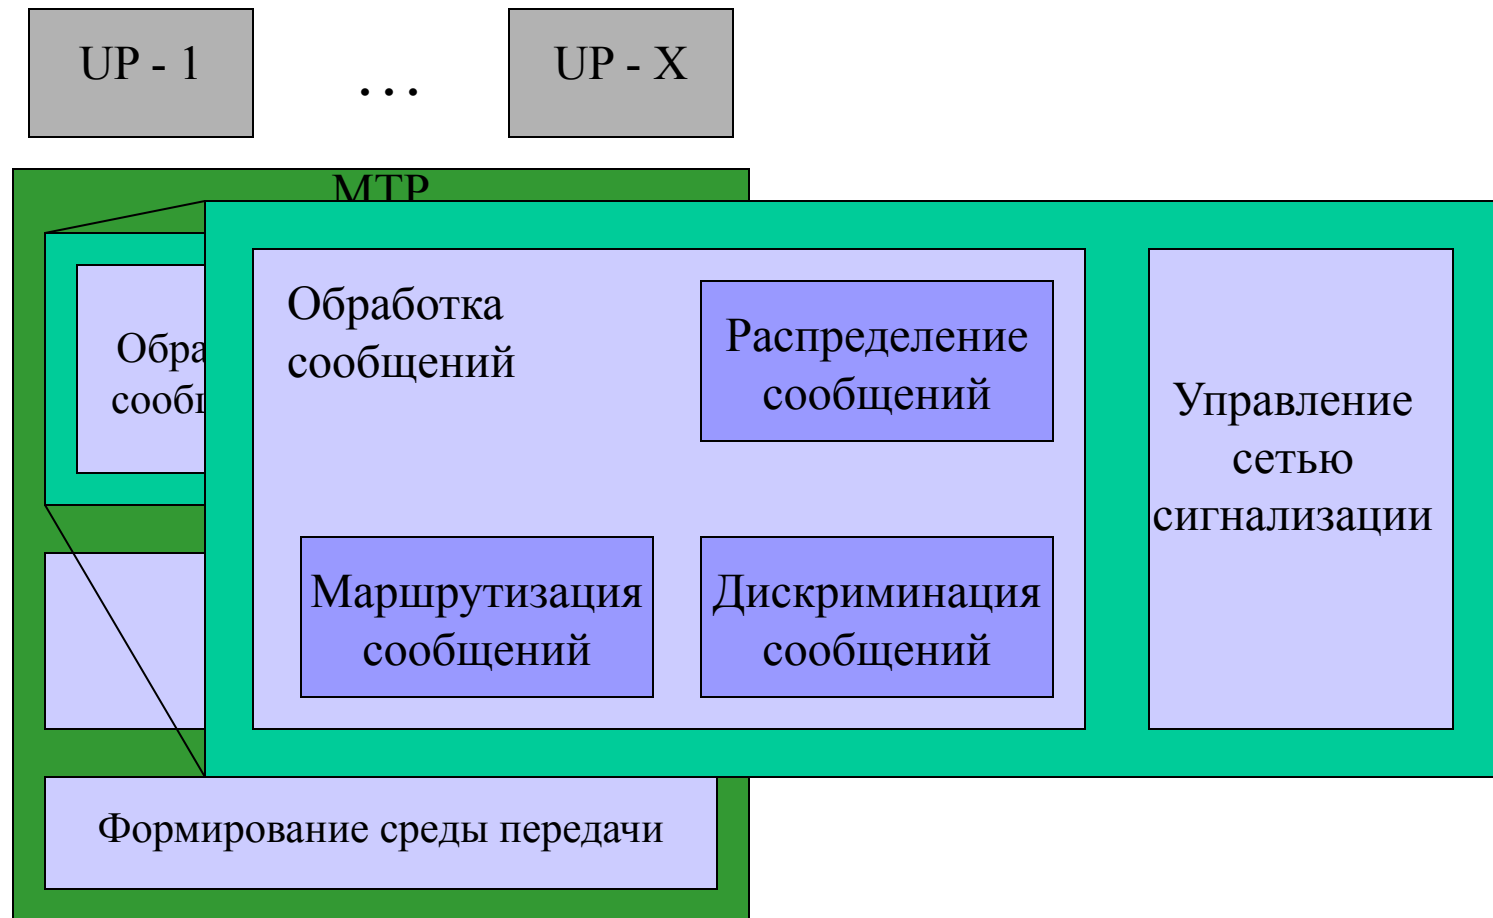 UP - 1
...
UP - X
MTP
Обработка
сообщений
Распределение
сообщений
Управление
сетью
сигнализации
Маршрутизация
сообщений
Дискриминация
сообщений
Формирование среды передачи